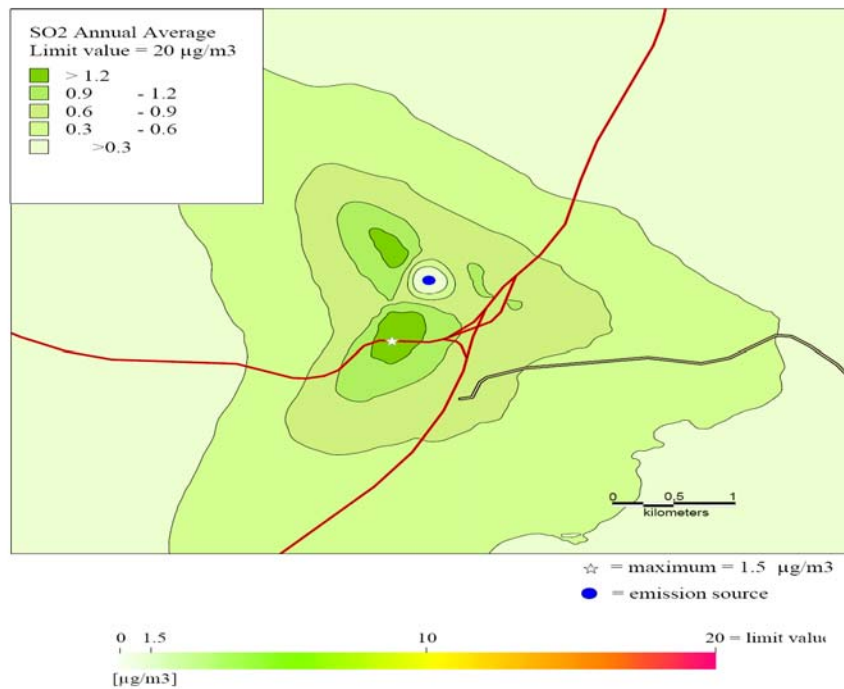 SO2 Annual Average
Limit value = 20 µg/m3
> 1.2
0.9 - 1.2
0.6 - 0.9
0.3 - 0.6
>0.3
0 0,5 1
kilometers
☆ = maximum = 1.5 µg/m3
= emission source
0 1.5 10 20 = limit value
[µg/m3]